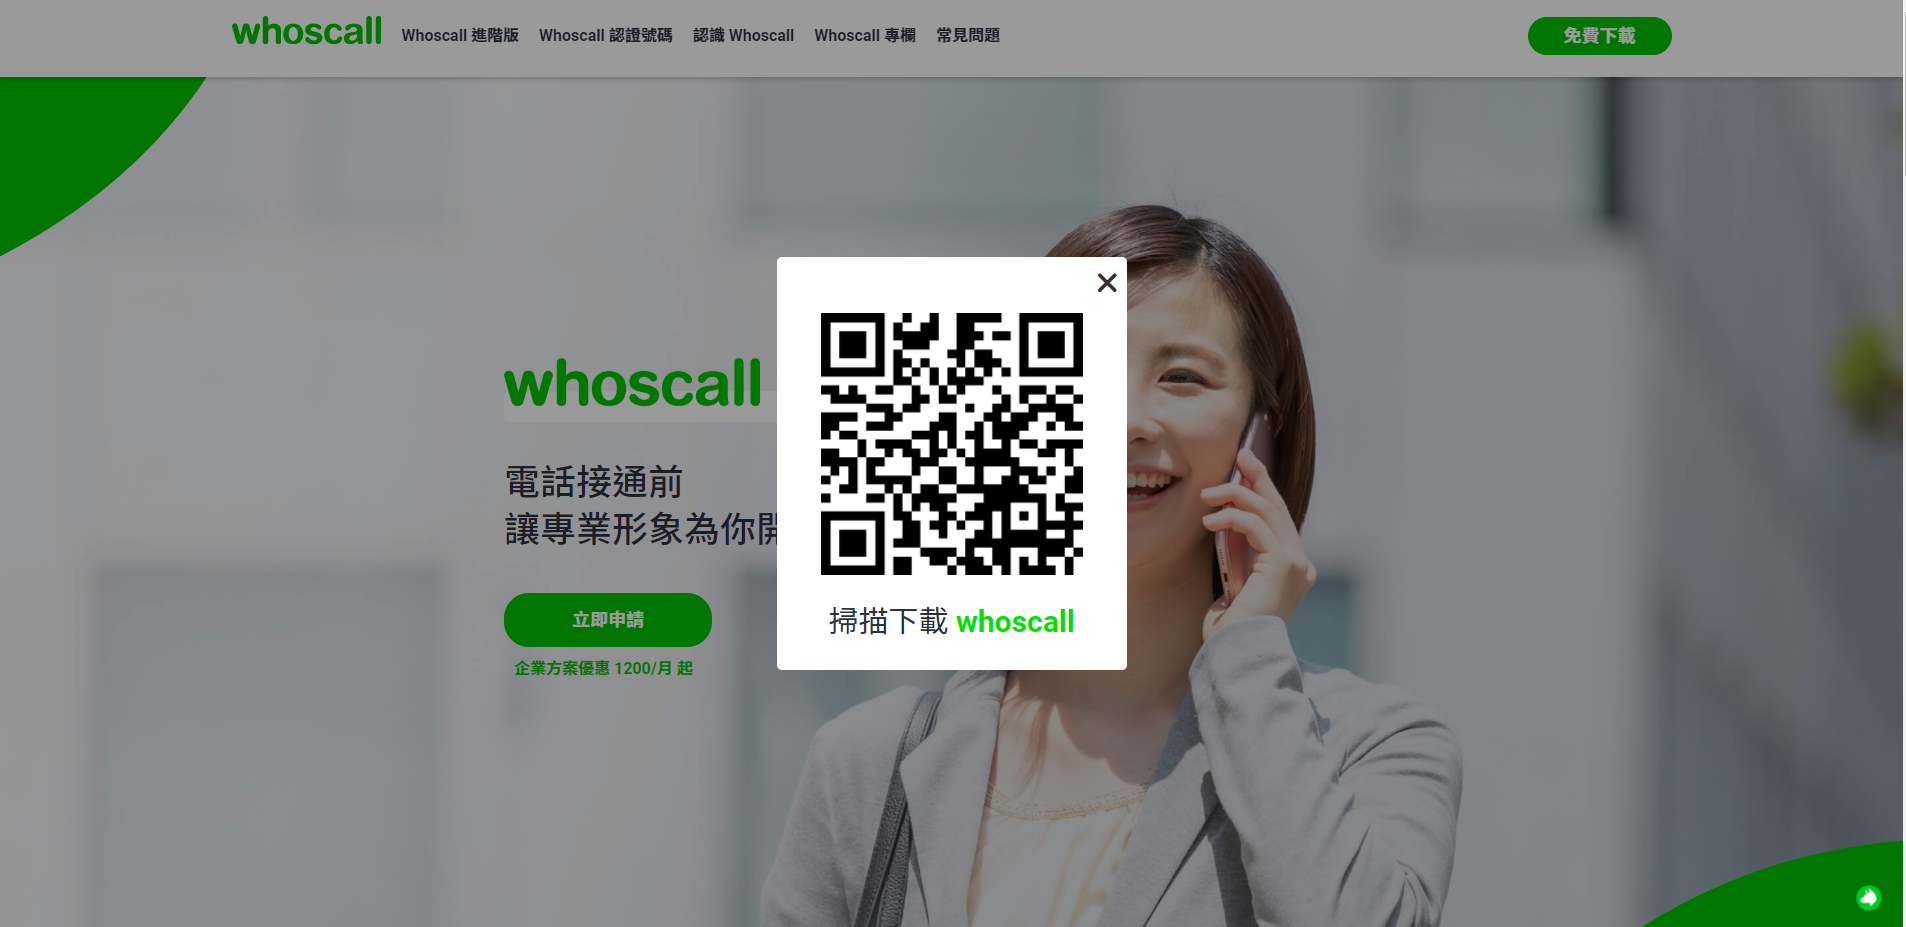 whoscall
Whoscall 進階版
Whoscall 認證號碼
認識 Whoscall
Whoscall 專欄
常見問題
免費下載
whoscall
電話接通前
讓專業形象為你開
立即申請
企業方案優惠 1200/月 起
掃描下載 whoscall